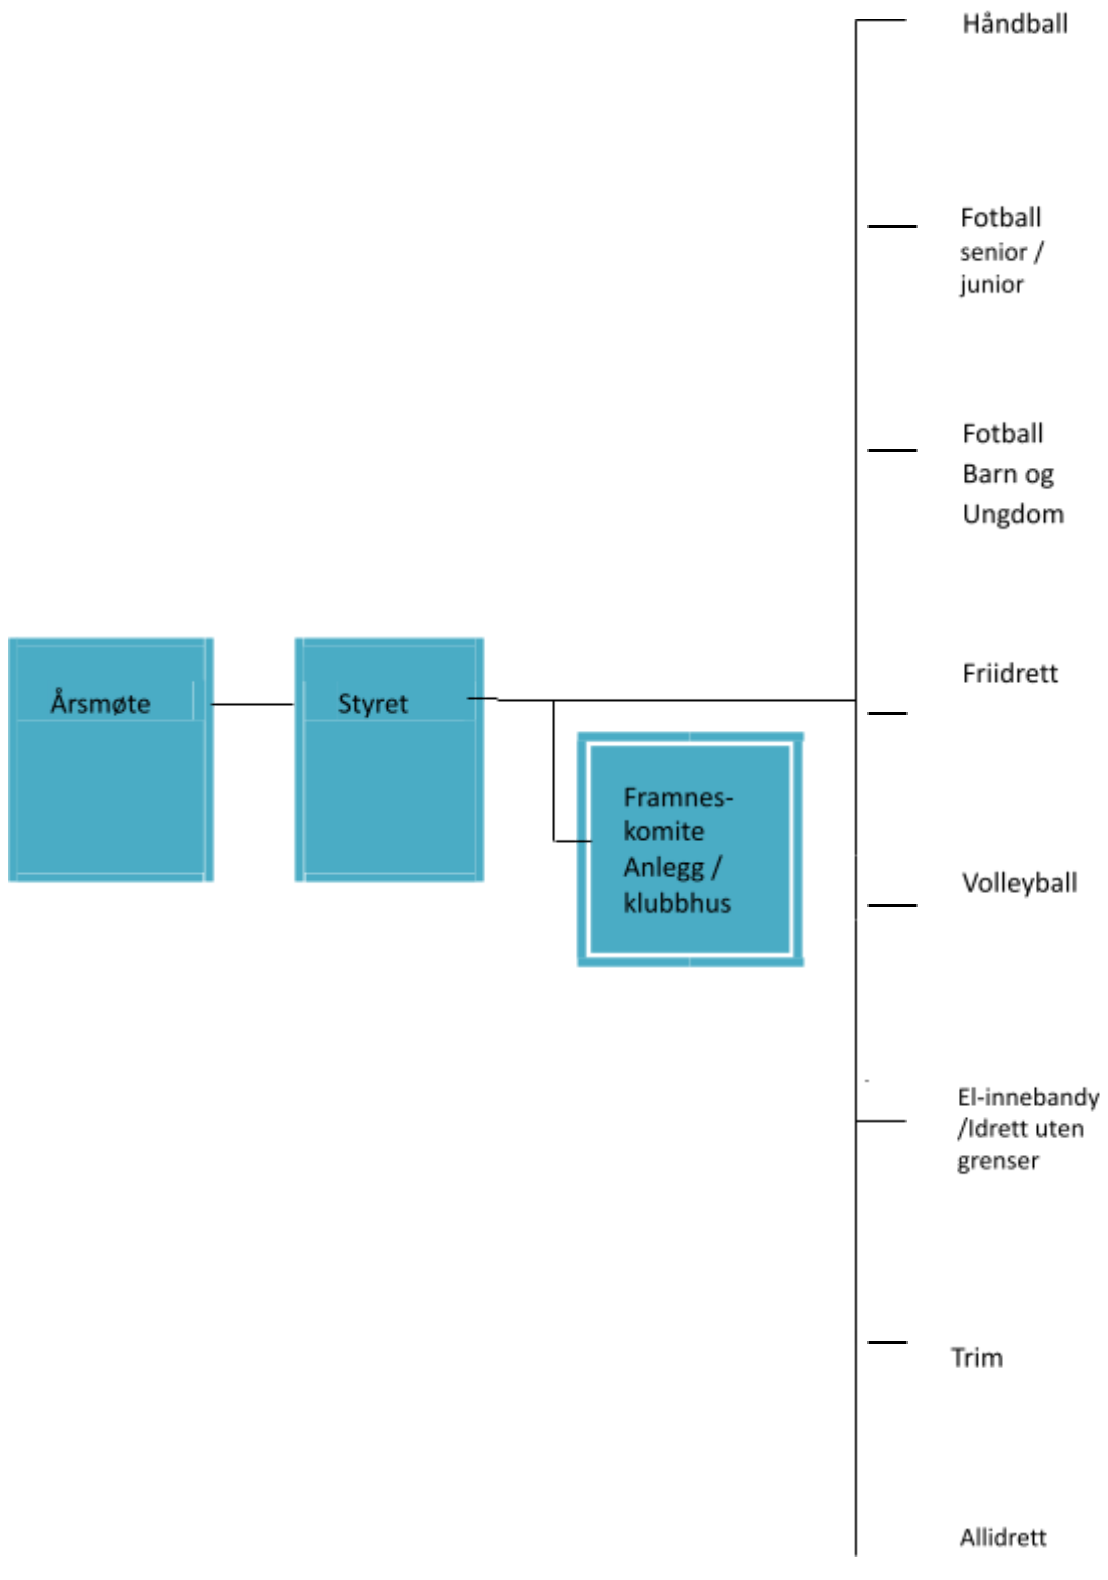 Årsmøte
Styret
Framnes-
komite
Anlegg /
klubbhus
Håndball
Fotball
senior /
junior
Fotball
Barn og
Ungdom
Friidrett
Volleyball
El-innebandy
/Idrett uten
grenser
Trim
Allidrett